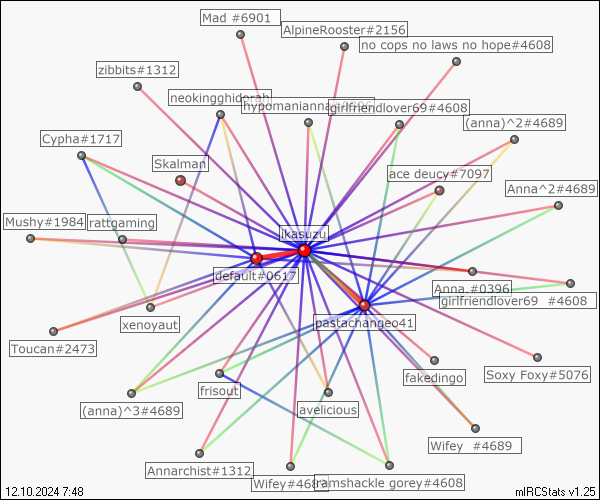 Mad #6901
AlpineRooster#2156
no cops no laws no hope#4608
zibbits#1312
neokingghidorah
girlfriendlover69#4608
(anna)^2#4689
Cypha#1717
Skalman
ace deucy#7097
Anna^2#4689
Mushy#1984
rattgaming
ikasuzu
default#0617
Anna.#0396
girlfriendlover69 #4608
xenoyaut
pastachangeo41
Toucan#2473
fakedingo
Soxy Foxy#5076
frisout
(anna)^3#4689
avelicious
Wifey #4689
Annarchist#1312
ramshackle gorey#4608
12.10.2024 7:48
mIRCStats v1.25